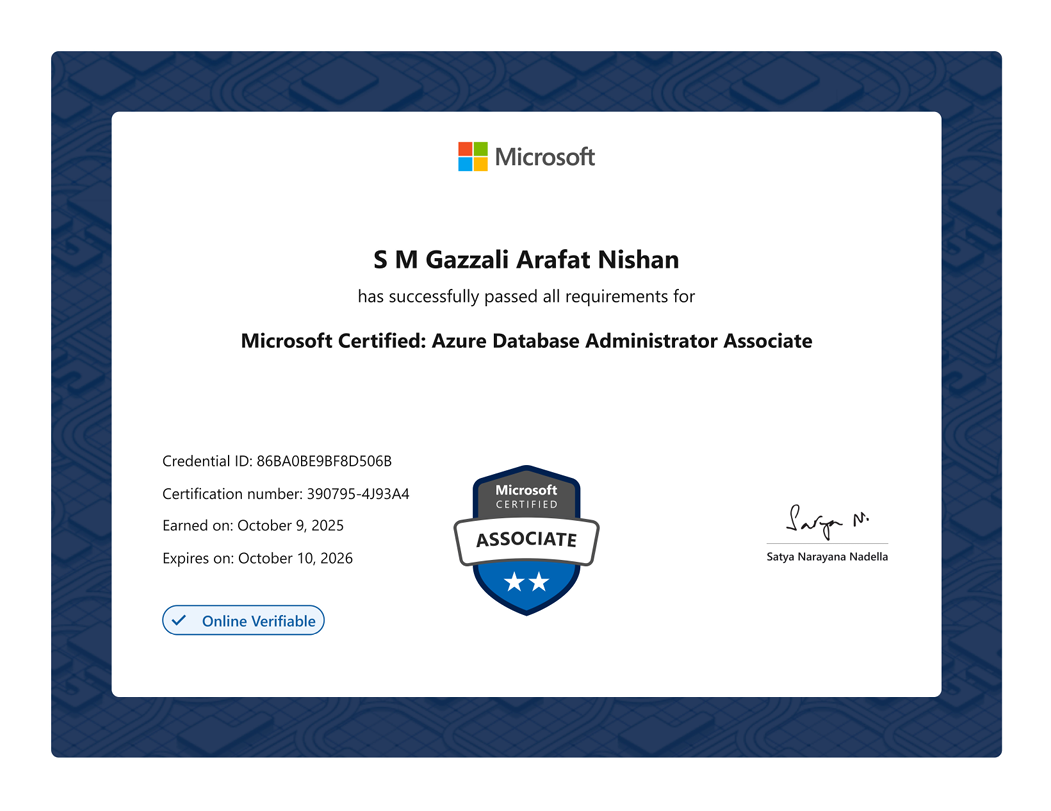 Microsoft
S M Gazzali Arafat Nishan
has successfully passed all requirements for
Microsoft Certified: Azure Database Administrator Associate
Credential ID: 86BA0BE9BF8D506B
Certification number: 390795-4J93A4
Earned on: October 9, 2025
Expires on: October 10, 2026
Online Verifiable
Microsoft
CERTIFIED
ASSOCIATE
Satya N.
Satya Narayana Nadella